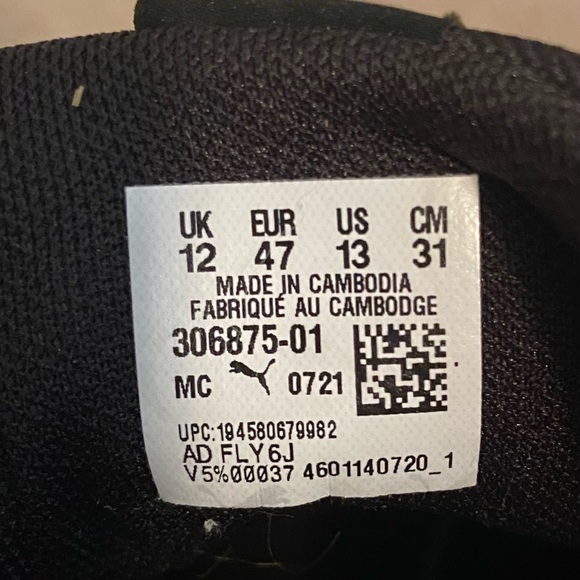 UK EUR US CM
12 47 13 31
MADE IN CAMBODIA
FABRIQUÉ AU CAMBODGE
306875-01
MC 0721
UPC:194580679982
AD FLY6J
V5%00037 4601140720_1